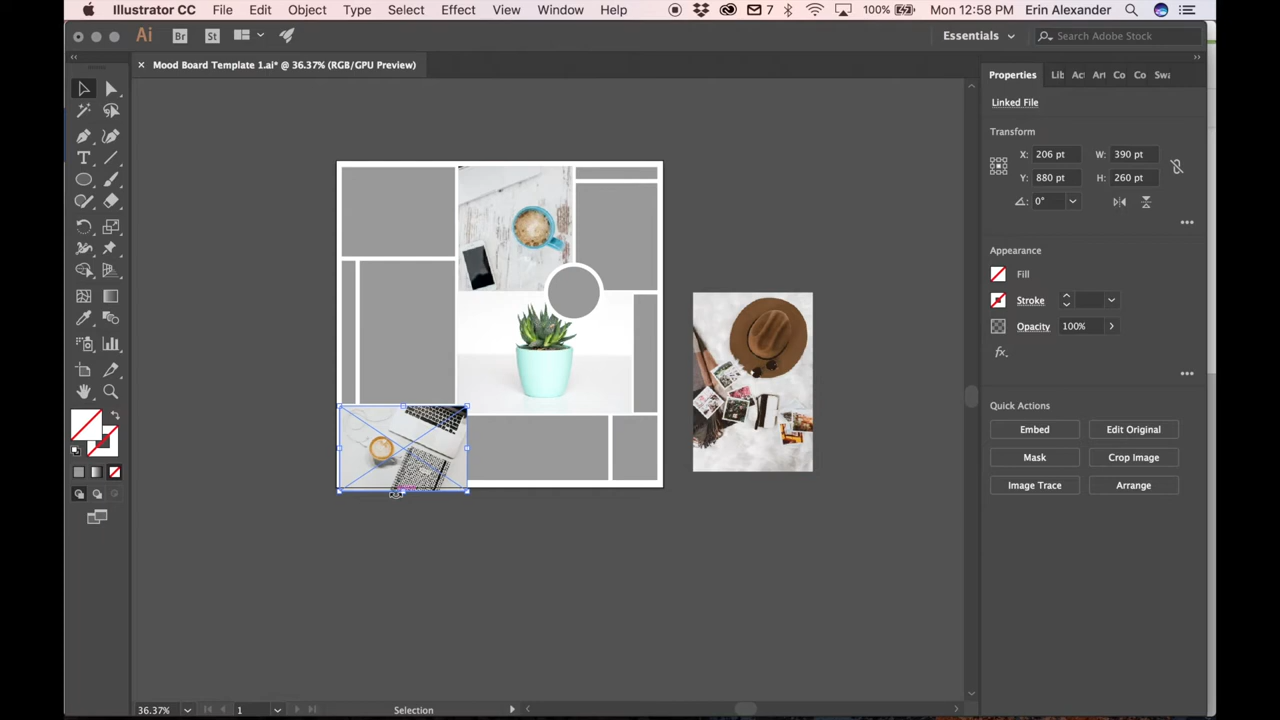 Illustrator CC File Edit Object Type Select Effect View Window Help 7 100% Mon 12:58 PM Erin Alexander
Ai Br St Essentials Search Adobe Stock
× Mood Board Template 1.ai* @ 36.37% (RGB/GPU Preview)
Properties Lib Ac Art Co Co Swa
Linked File
Transform
X: 206 pt W: 390 pt
Y: 880 pt H: 260 pt
0°
Appearance
Fill
Stroke
Opacity 100%
fx.
Quick Actions
Embed Edit Original
Mask Crop Image
Image Trace Arrange
36.37% 1 Selection